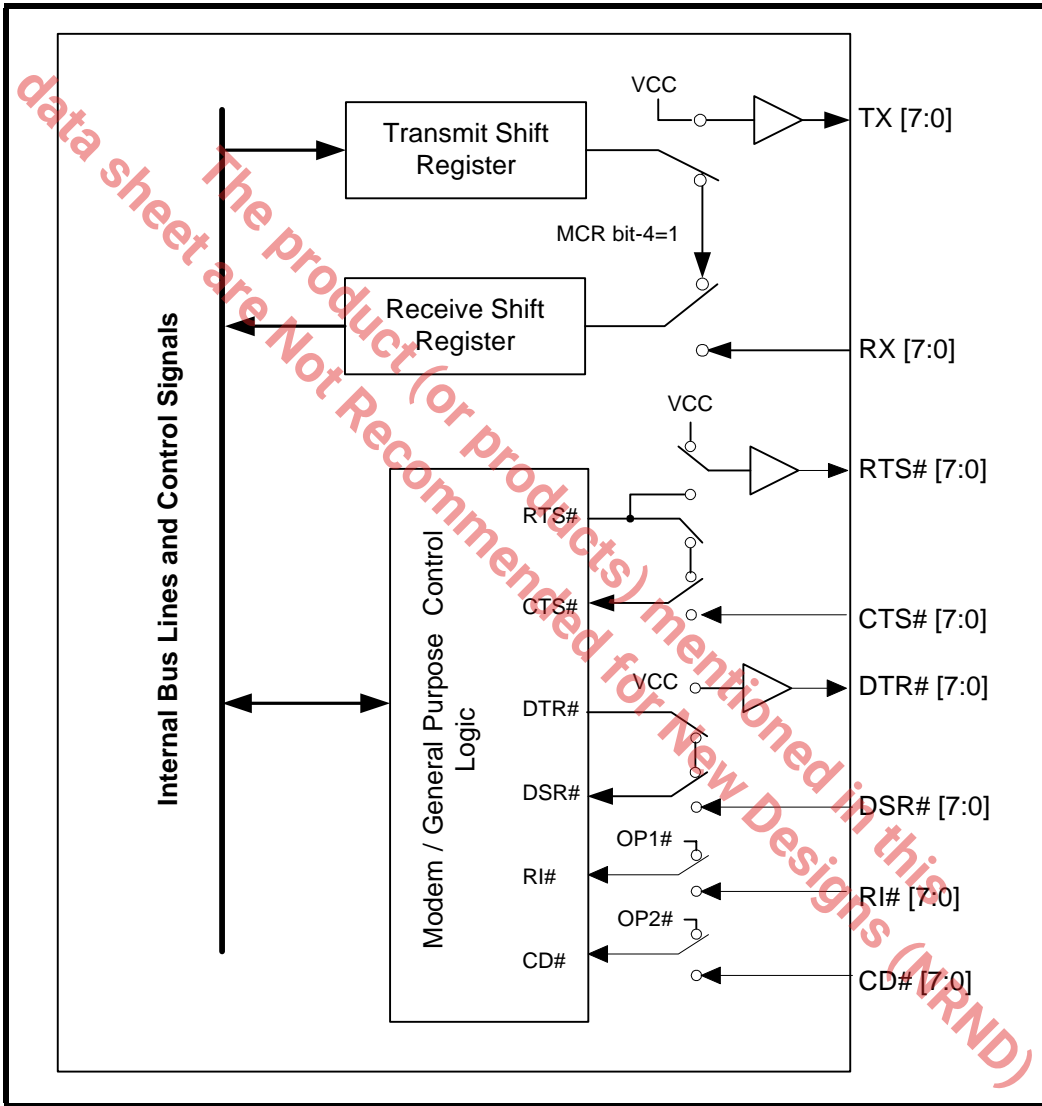 VCC
TX [7:0]
Transmit Shift
Register
MCR bit-4=1
Receive Shift
Register
RX [7:0]
Internal Bus Lines and Control Signals
VCC
RTS# [7:0]
RTS#
CTS#
CTS# [7:0]
Modem / General Purpose Control
Logic
VCC
DTR# [7:0]
DTR#
DSR#
DSR# [7:0]
OP1#
RI#
RI# [7:0]
OP2#
CD#
CD# [7:0]
The product (or products) mentioned in this
data sheet are Not Recommended for New Designs (NRND)